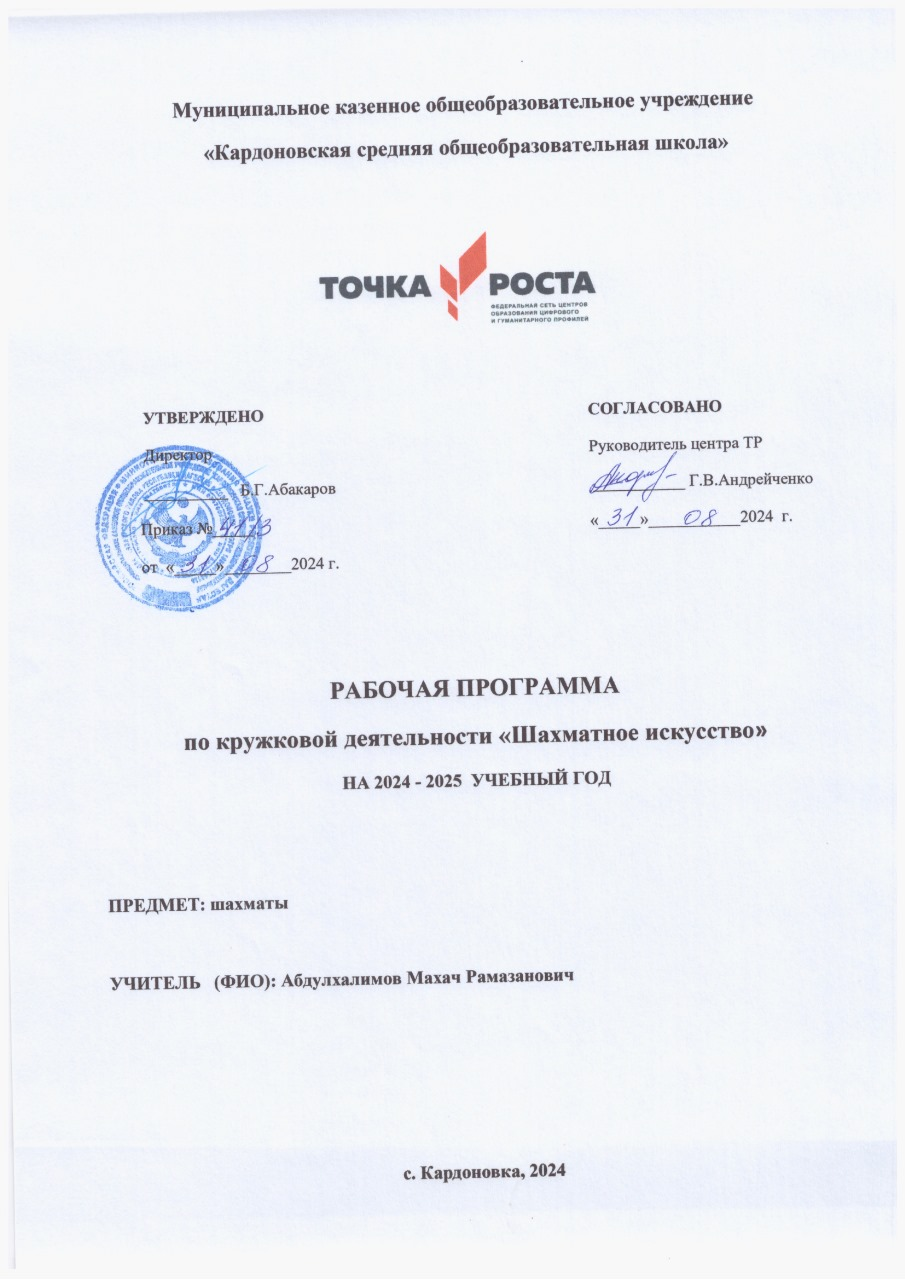 Муниципальное казенное общеобразовательное учреждение
«Кардоновская средняя общеобразовательная школа»
ТОЧКА РОСТА
ФЕДЕРАЛЬНАЯ СЕТЬ ЦЕНТРОВ
ОБРАЗОВАНИЯ ЦИФРОВОГО
И ГУМАНИТАРНОГО ПРОФИЛЕЙ
УТВЕРЖДЕНО
Директор
Б.Г.Абакаров
Приказ №
от «31» 08 2024 г.
СОГЛАСОВАНО
Руководитель центра ТР
Г.В.Андрейченко
«31» 08 2024 г.
РАБОЧАЯ ПРОГРАММА
по кружковой деятельности «Шахматное искусство»
НА 2024 - 2025 УЧЕБНЫЙ ГОД
ПРЕДМЕТ: шахматы
УЧИТЕЛЬ (ФИО): Абдулхалимов Махач Рамазанович
с. Кардоновка, 2024